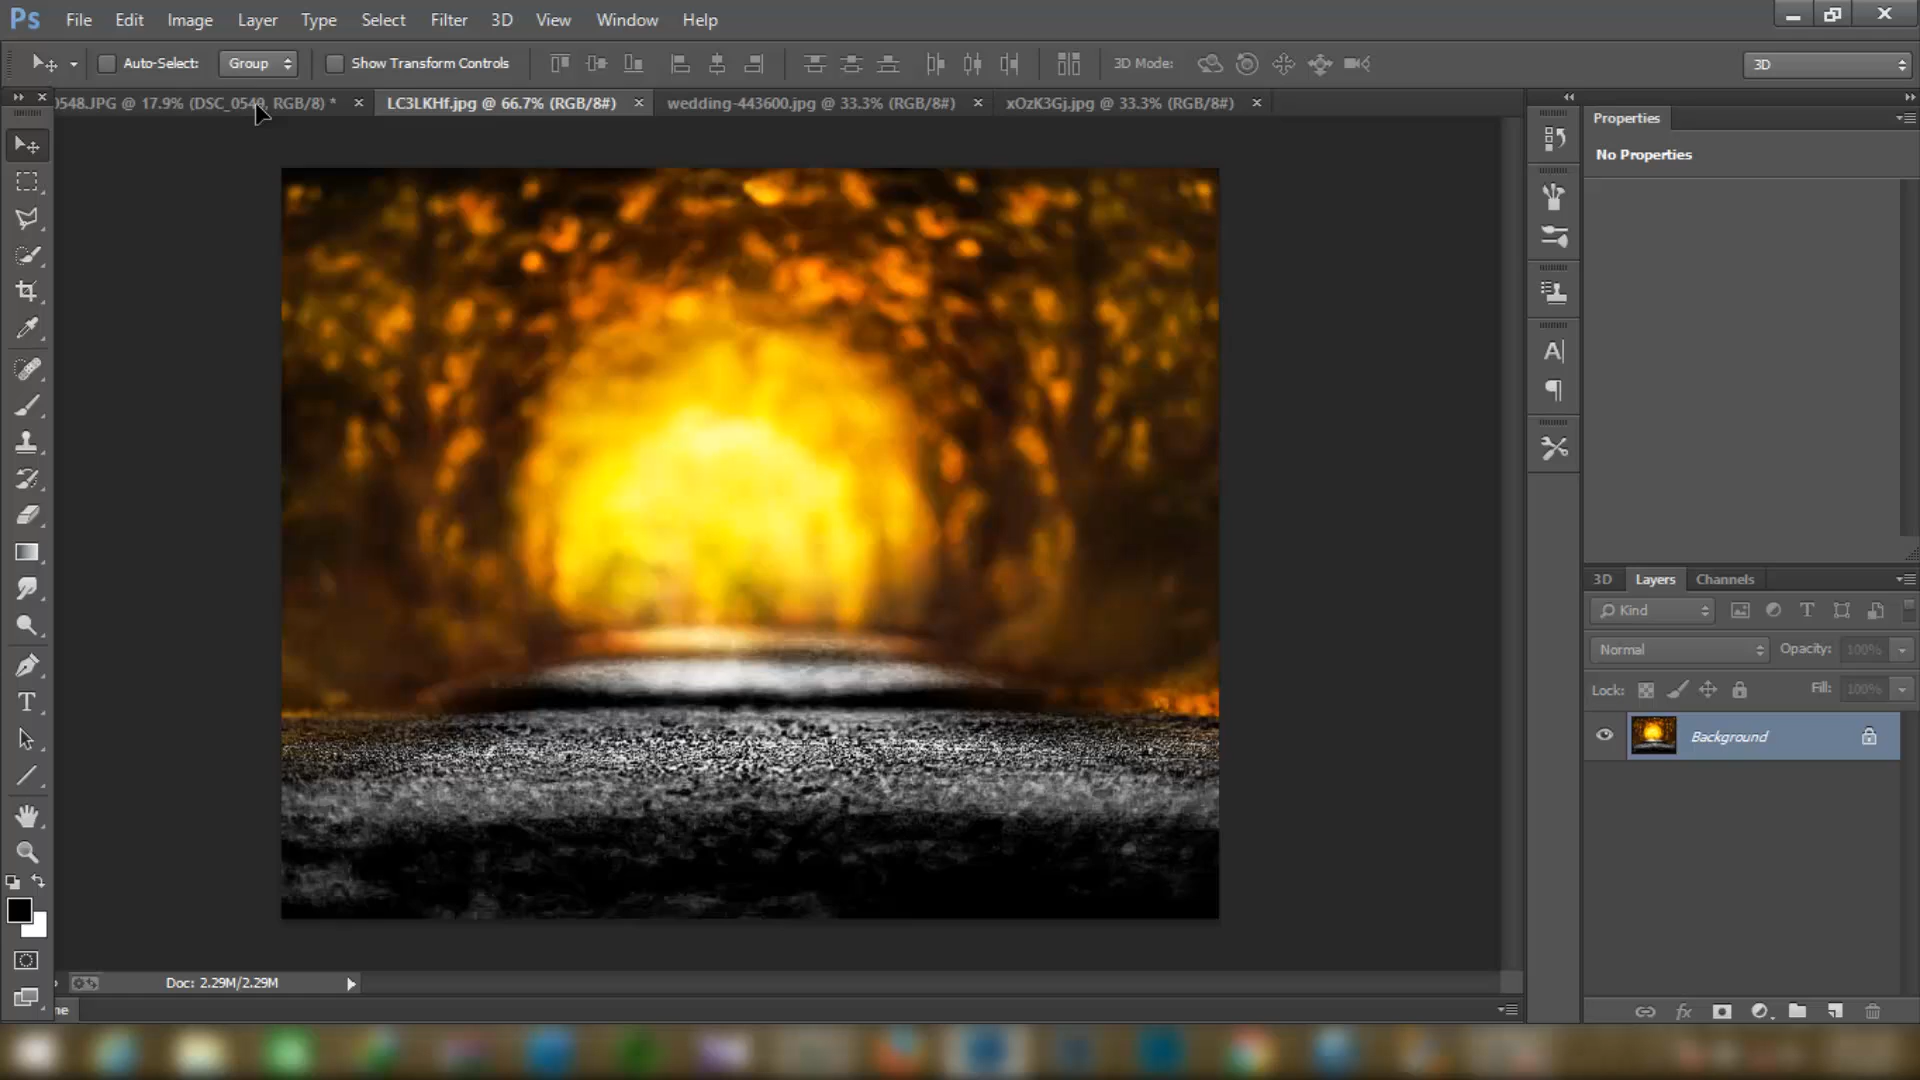 Ps File Edit Image Layer Type Select Filter 3D View Window Help
Auto-Select: Group Show Transform Controls 3D Mode: 3D
0548.JPG @ 17.9% (DSC_0549, RGB/8) * LC3LKHf.jpg @ 66.7% (RGB/8#) wedding-443600.jpg @ 33.3% (RGB/8#) xOzK3Gj.jpg @ 33.3% (RGB/8#)
Properties
No Properties
3D Layers Channels
Kind
Normal Opacity: 100%
Lock: Fill: 100%
Background
Doc: 2.29M/2.29M
ne